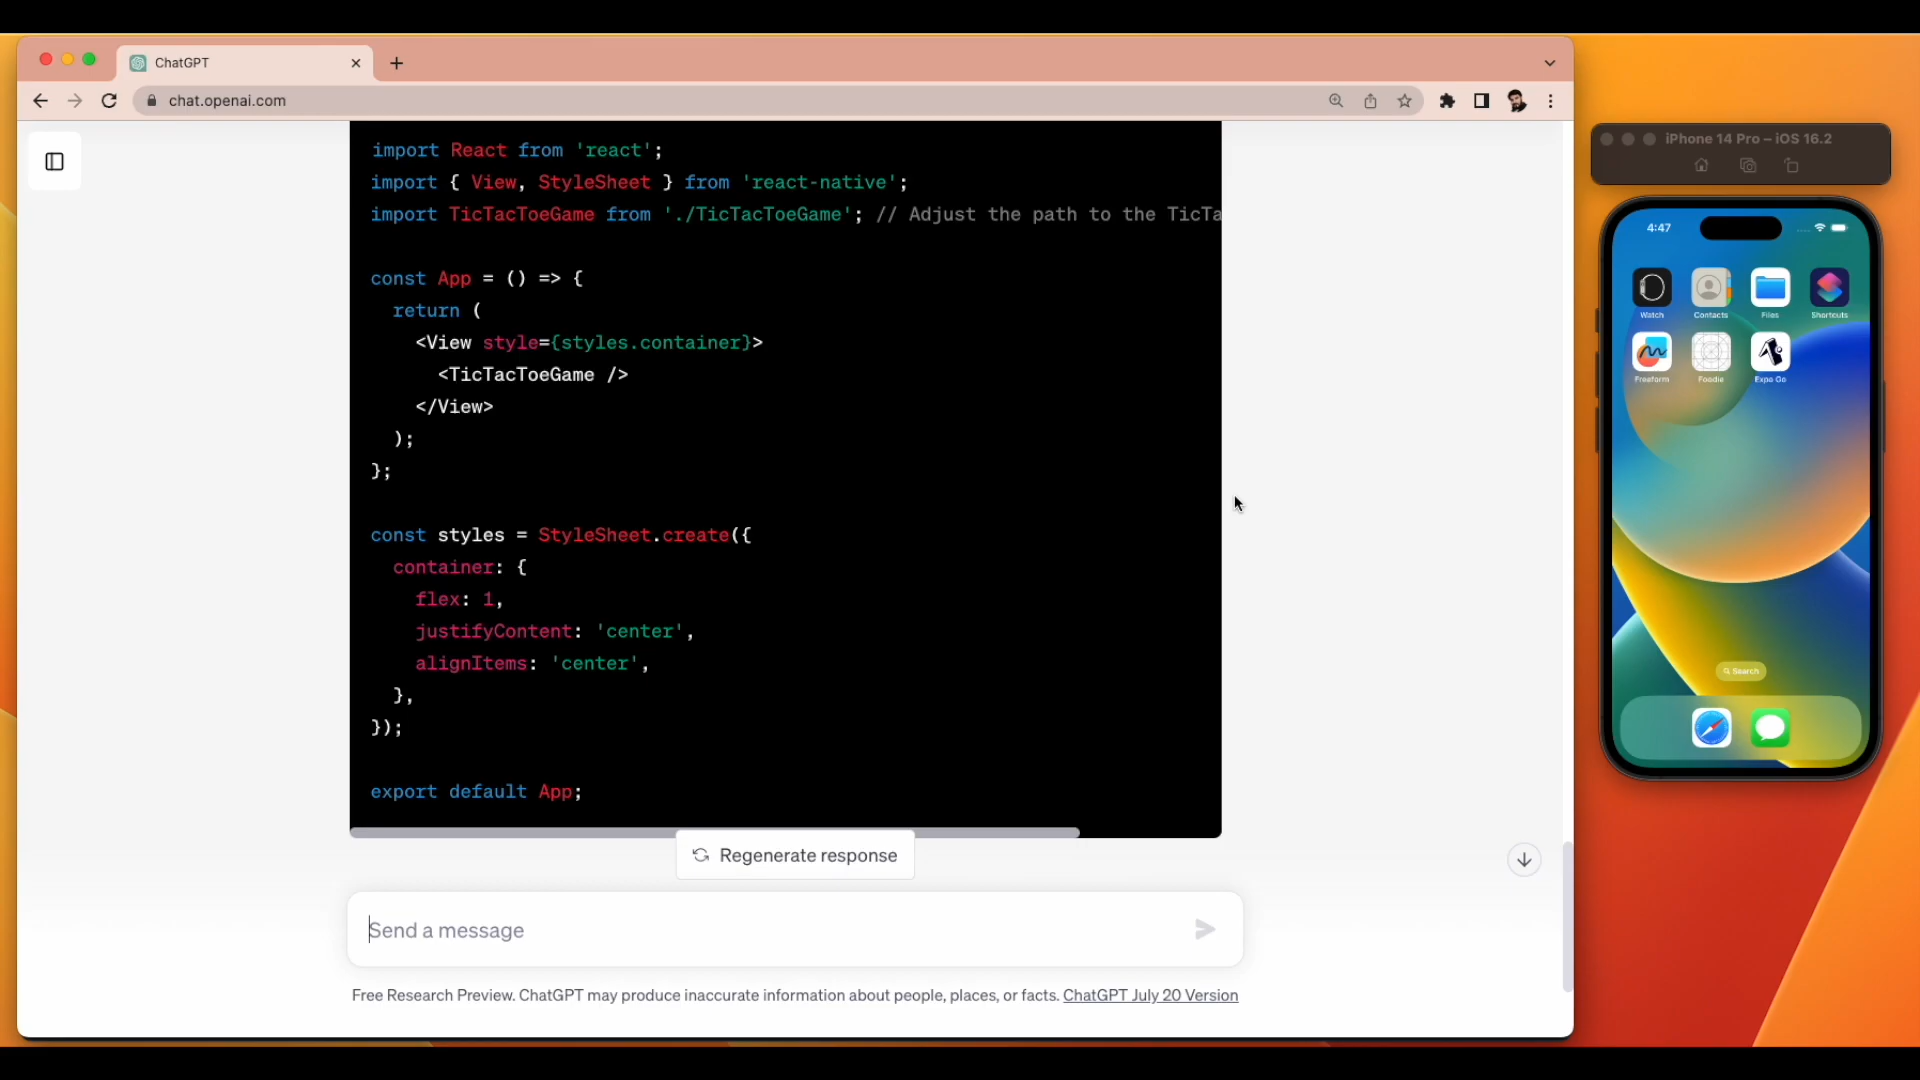 ChatGPT
chat.openai.com
import React from 'react';
import { View, StyleSheet } from 'react-native';
import TicTacToeGame from './TicTacToeGame'; // Adjust the path to the TicTa
const App = () => {
return (
<View style={styles.container}>
<TicTacToeGame />
</View>
);
};
const styles = StyleSheet.create({
container: {
flex: 1,
justifyContent: 'center',
alignItems: 'center',
},
});
export default App;
Regenerate response
Send a message
Free Research Preview. ChatGPT may produce inaccurate information about people, places, or facts. ChatGPT July 20 Version
iPhone 14 Pro – iOS 16.2
4:47
Watch Contacts Files Shortcuts
Freeform Foodie Expo Go
Search